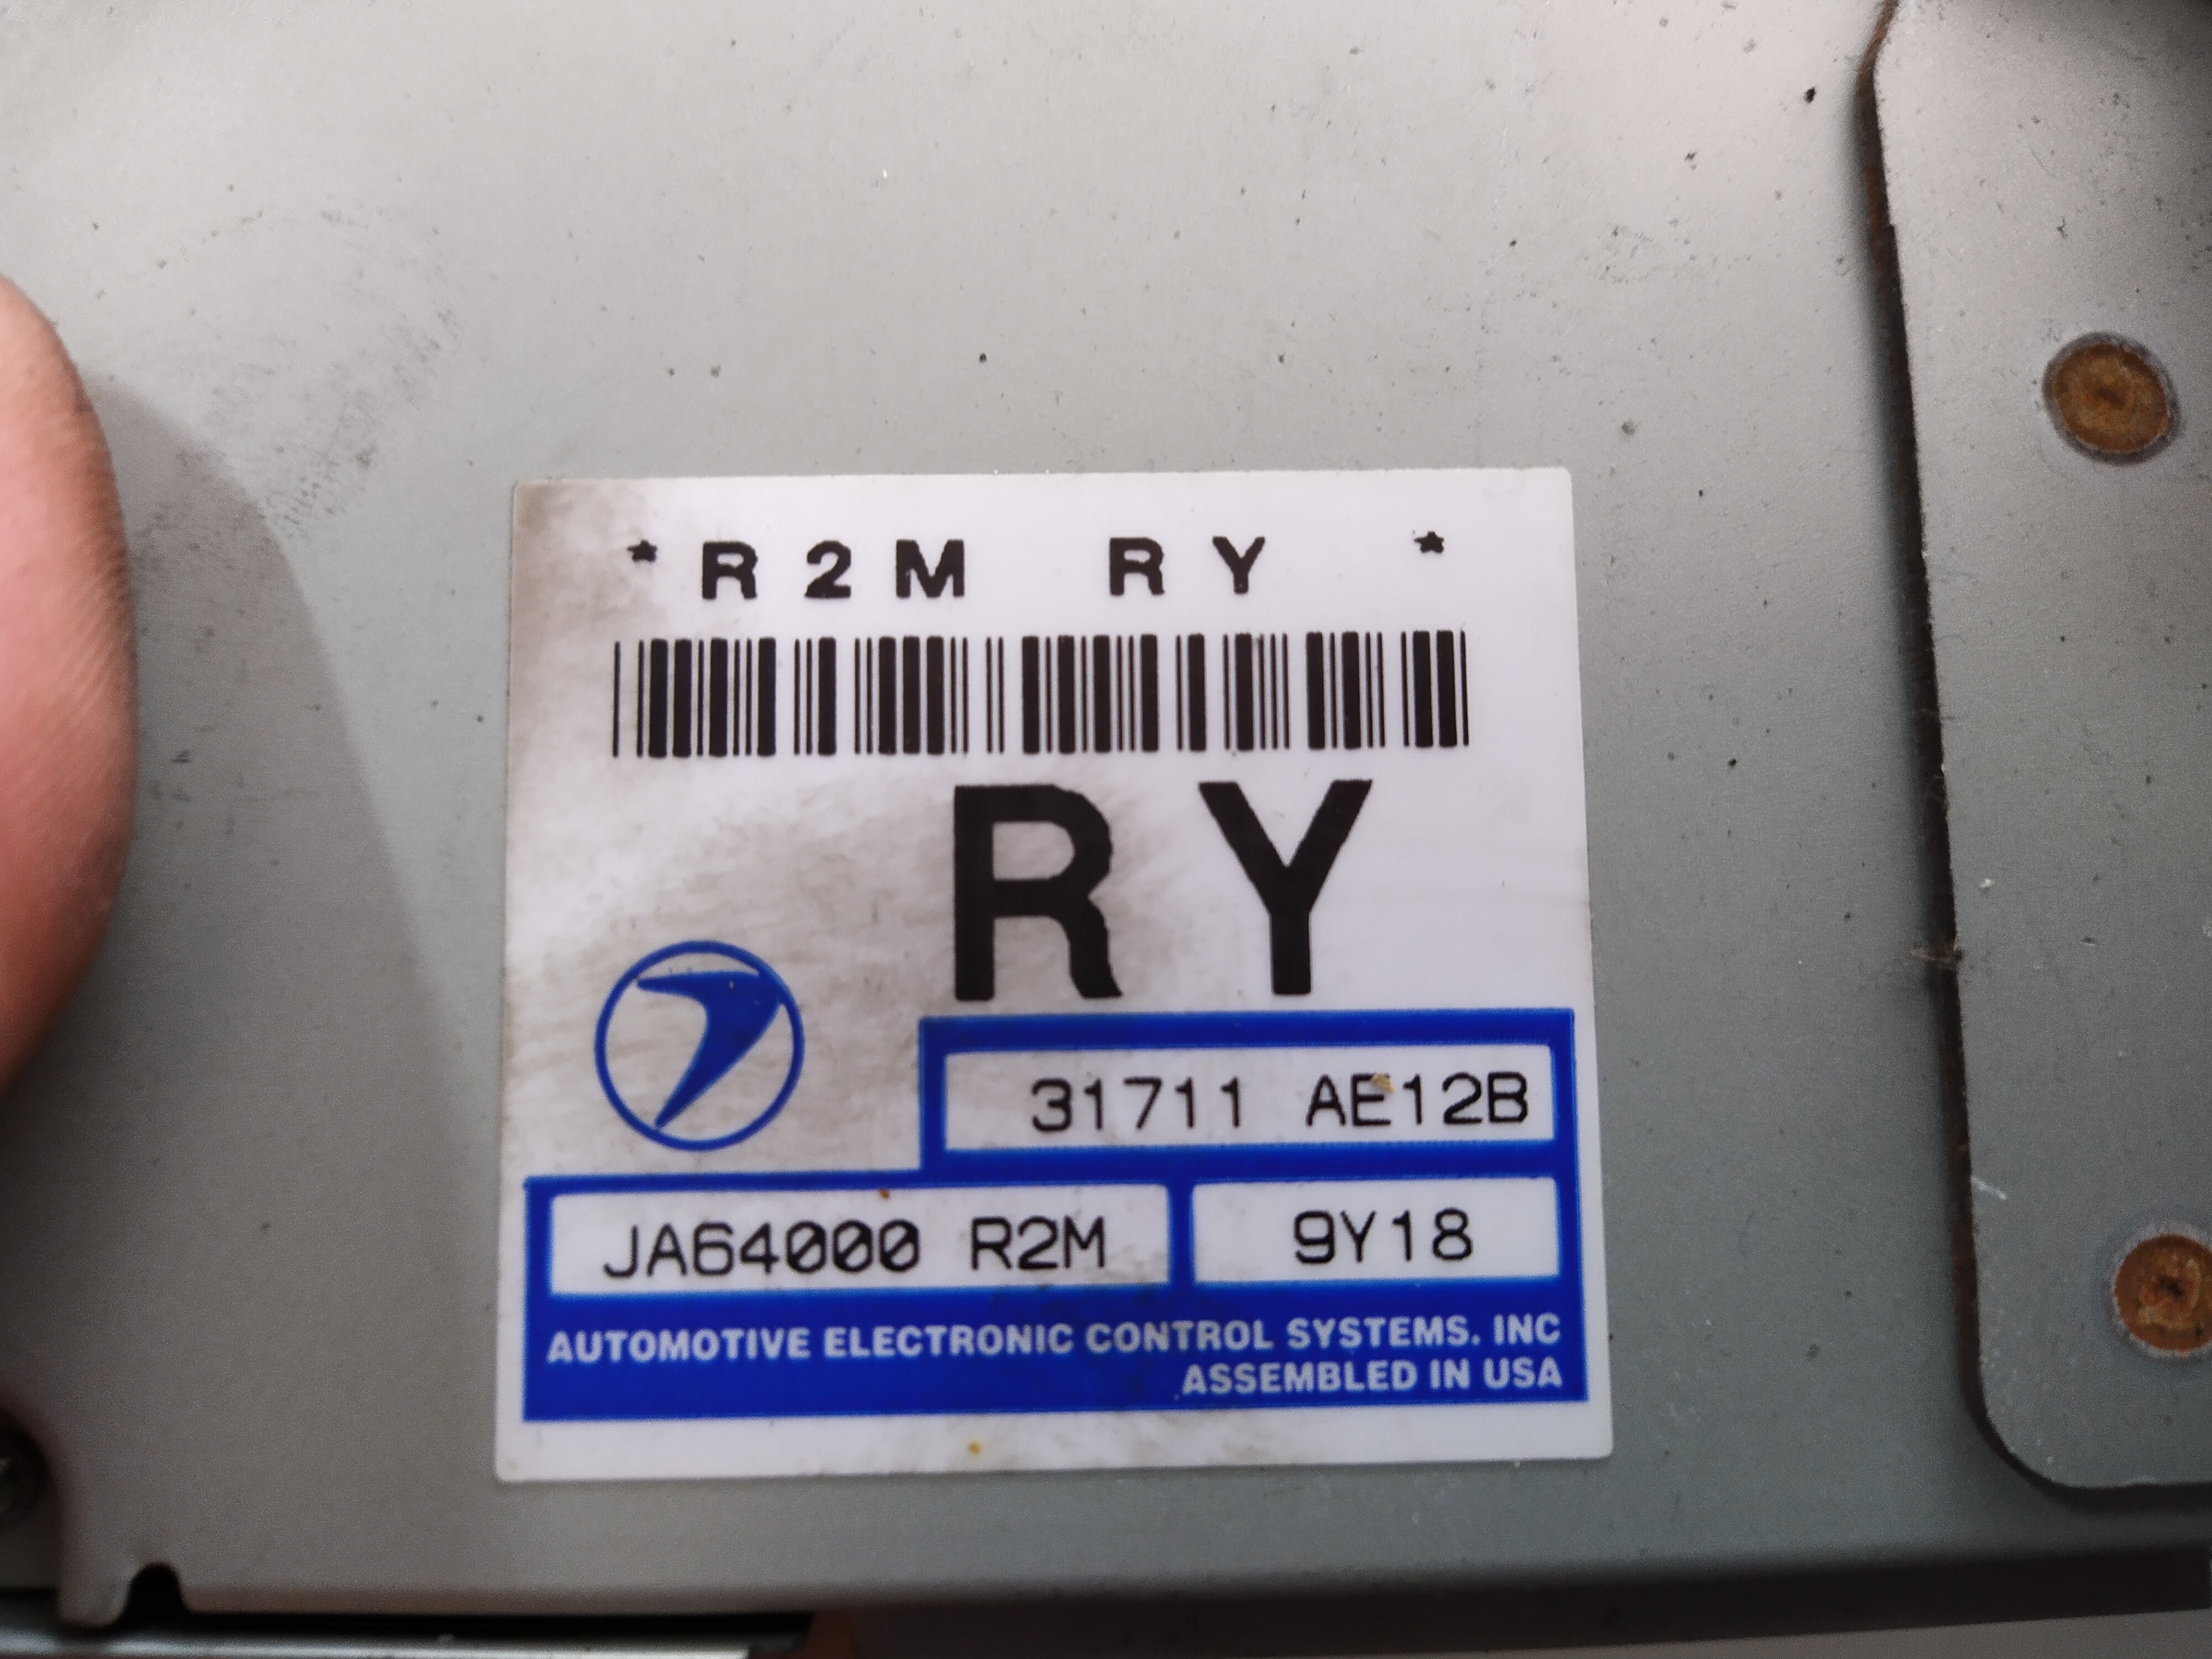 * R2M RY *
RY
31711 AE12B
JA64000 R2M
9Y18
AUTOMOTIVE ELECTRONIC CONTROL SYSTEMS. INC
ASSEMBLED IN USA